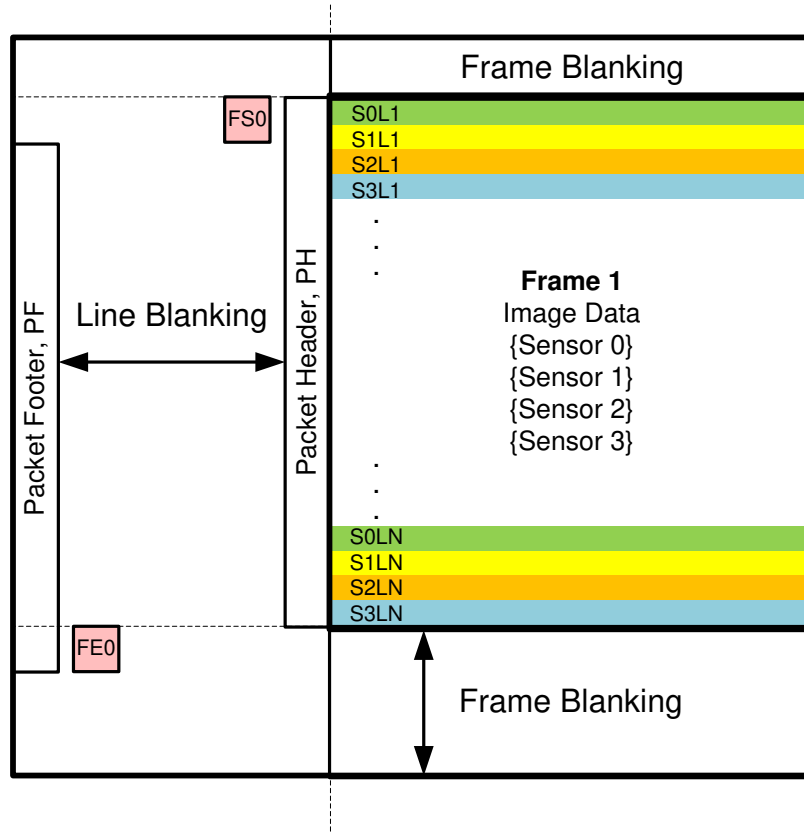 Frame Blanking
FS0
S0L1
S1L1
S2L1
S3L1
.
.
.
Packet Footer, PF
Line Blanking
Packet Header, PH
Frame 1
Image Data
{Sensor 0}
{Sensor 1}
{Sensor 2}
{Sensor 3}
.
.
.
S0LN
S1LN
S2LN
S3LN
FE0
Frame Blanking